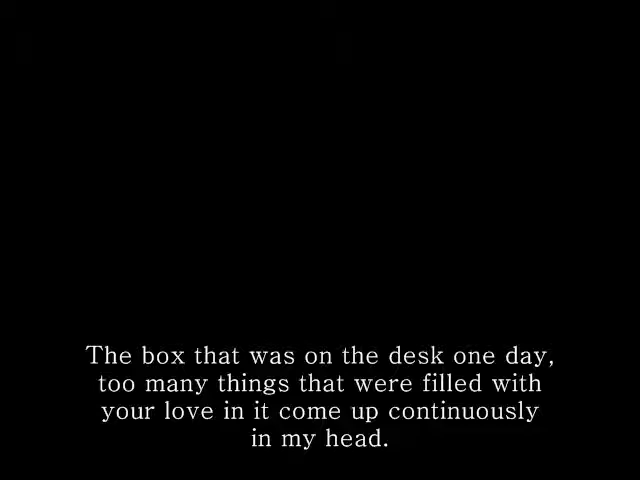 The box that was on the desk one day,
too many things that were filled with
your love in it come up continuously
in my head.